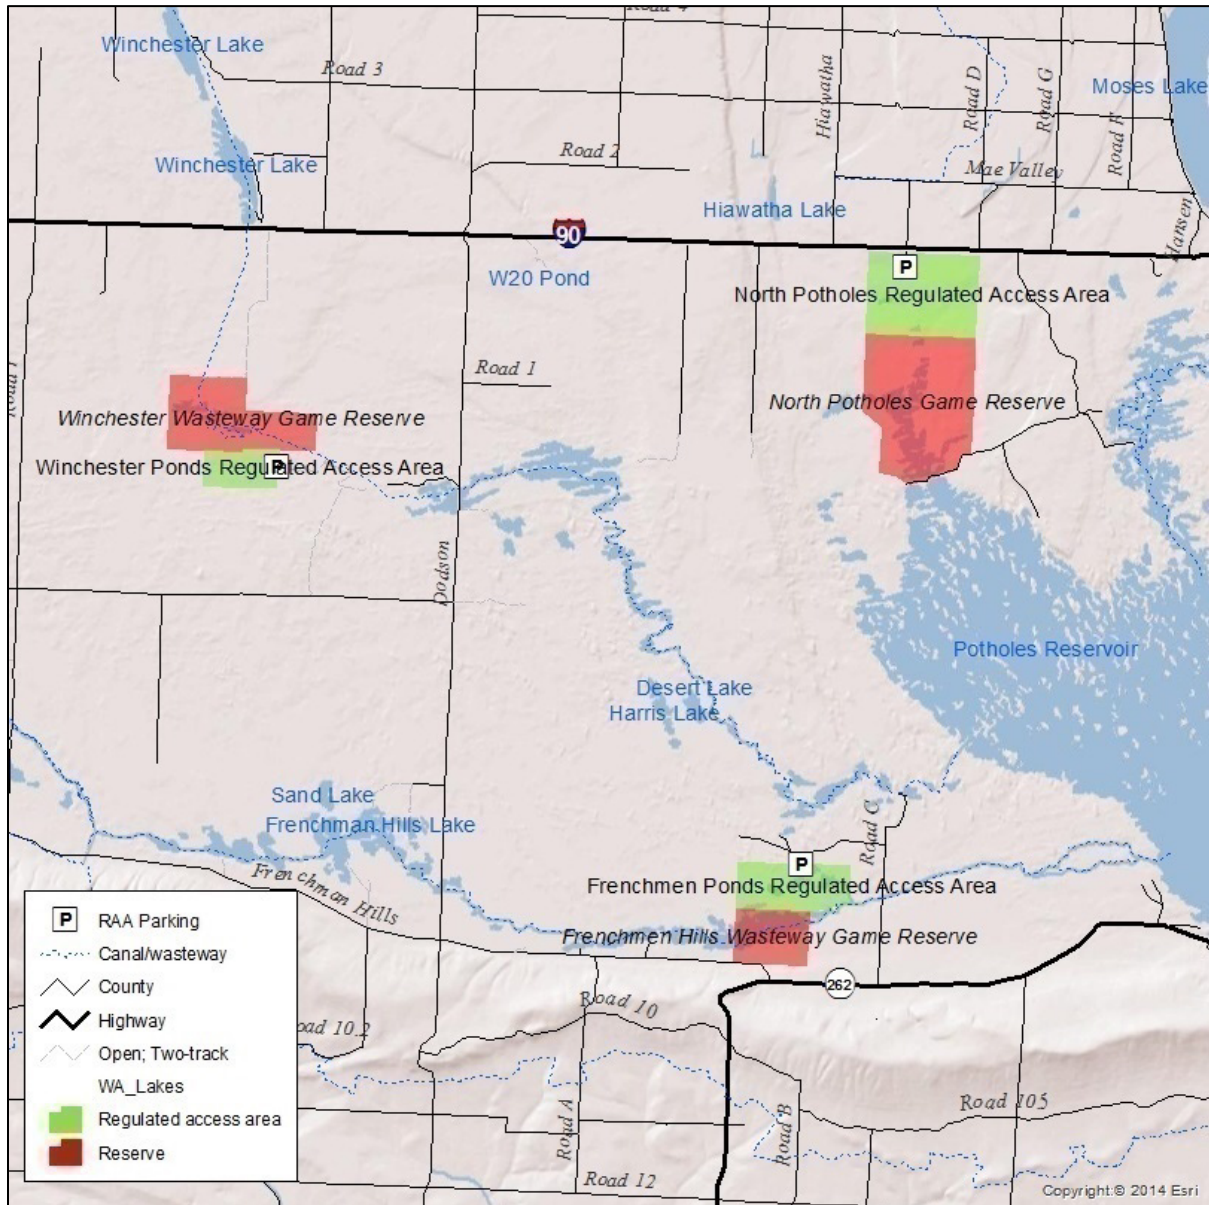 Road 4
Winchester Lake
Road 3
Moses Lake
Hiawatha
Road D
Road G
Road F
Road 2
Winchester Lake
Mae Valley
Hiawatha Lake
Hansen
90
W20 Pond
P
North Potholes Regulated Access Area
Road 1
North Potholes Game Reserve
Winchester Wasteway Game Reserve
Winchester Ponds Regulated Access Area
P
Dodson
Potholes Reservoir
Desert Lake
Harris Lake
Sand Lake
Frenchman Hills Lake
Road C
P
Frenchman Hills
Frenchmen Ponds Regulated Access Area
Frenchmen Hills Wasteway Game Reserve
262
Road 10
oad 10.2
Road A
Road B
Road 105
Road 12
P RAA Parking
Canal/wasteway
County
Highway
Open; Two-track
WA_Lakes
Regulated access area
Reserve
Copyright:© 2014 Esri